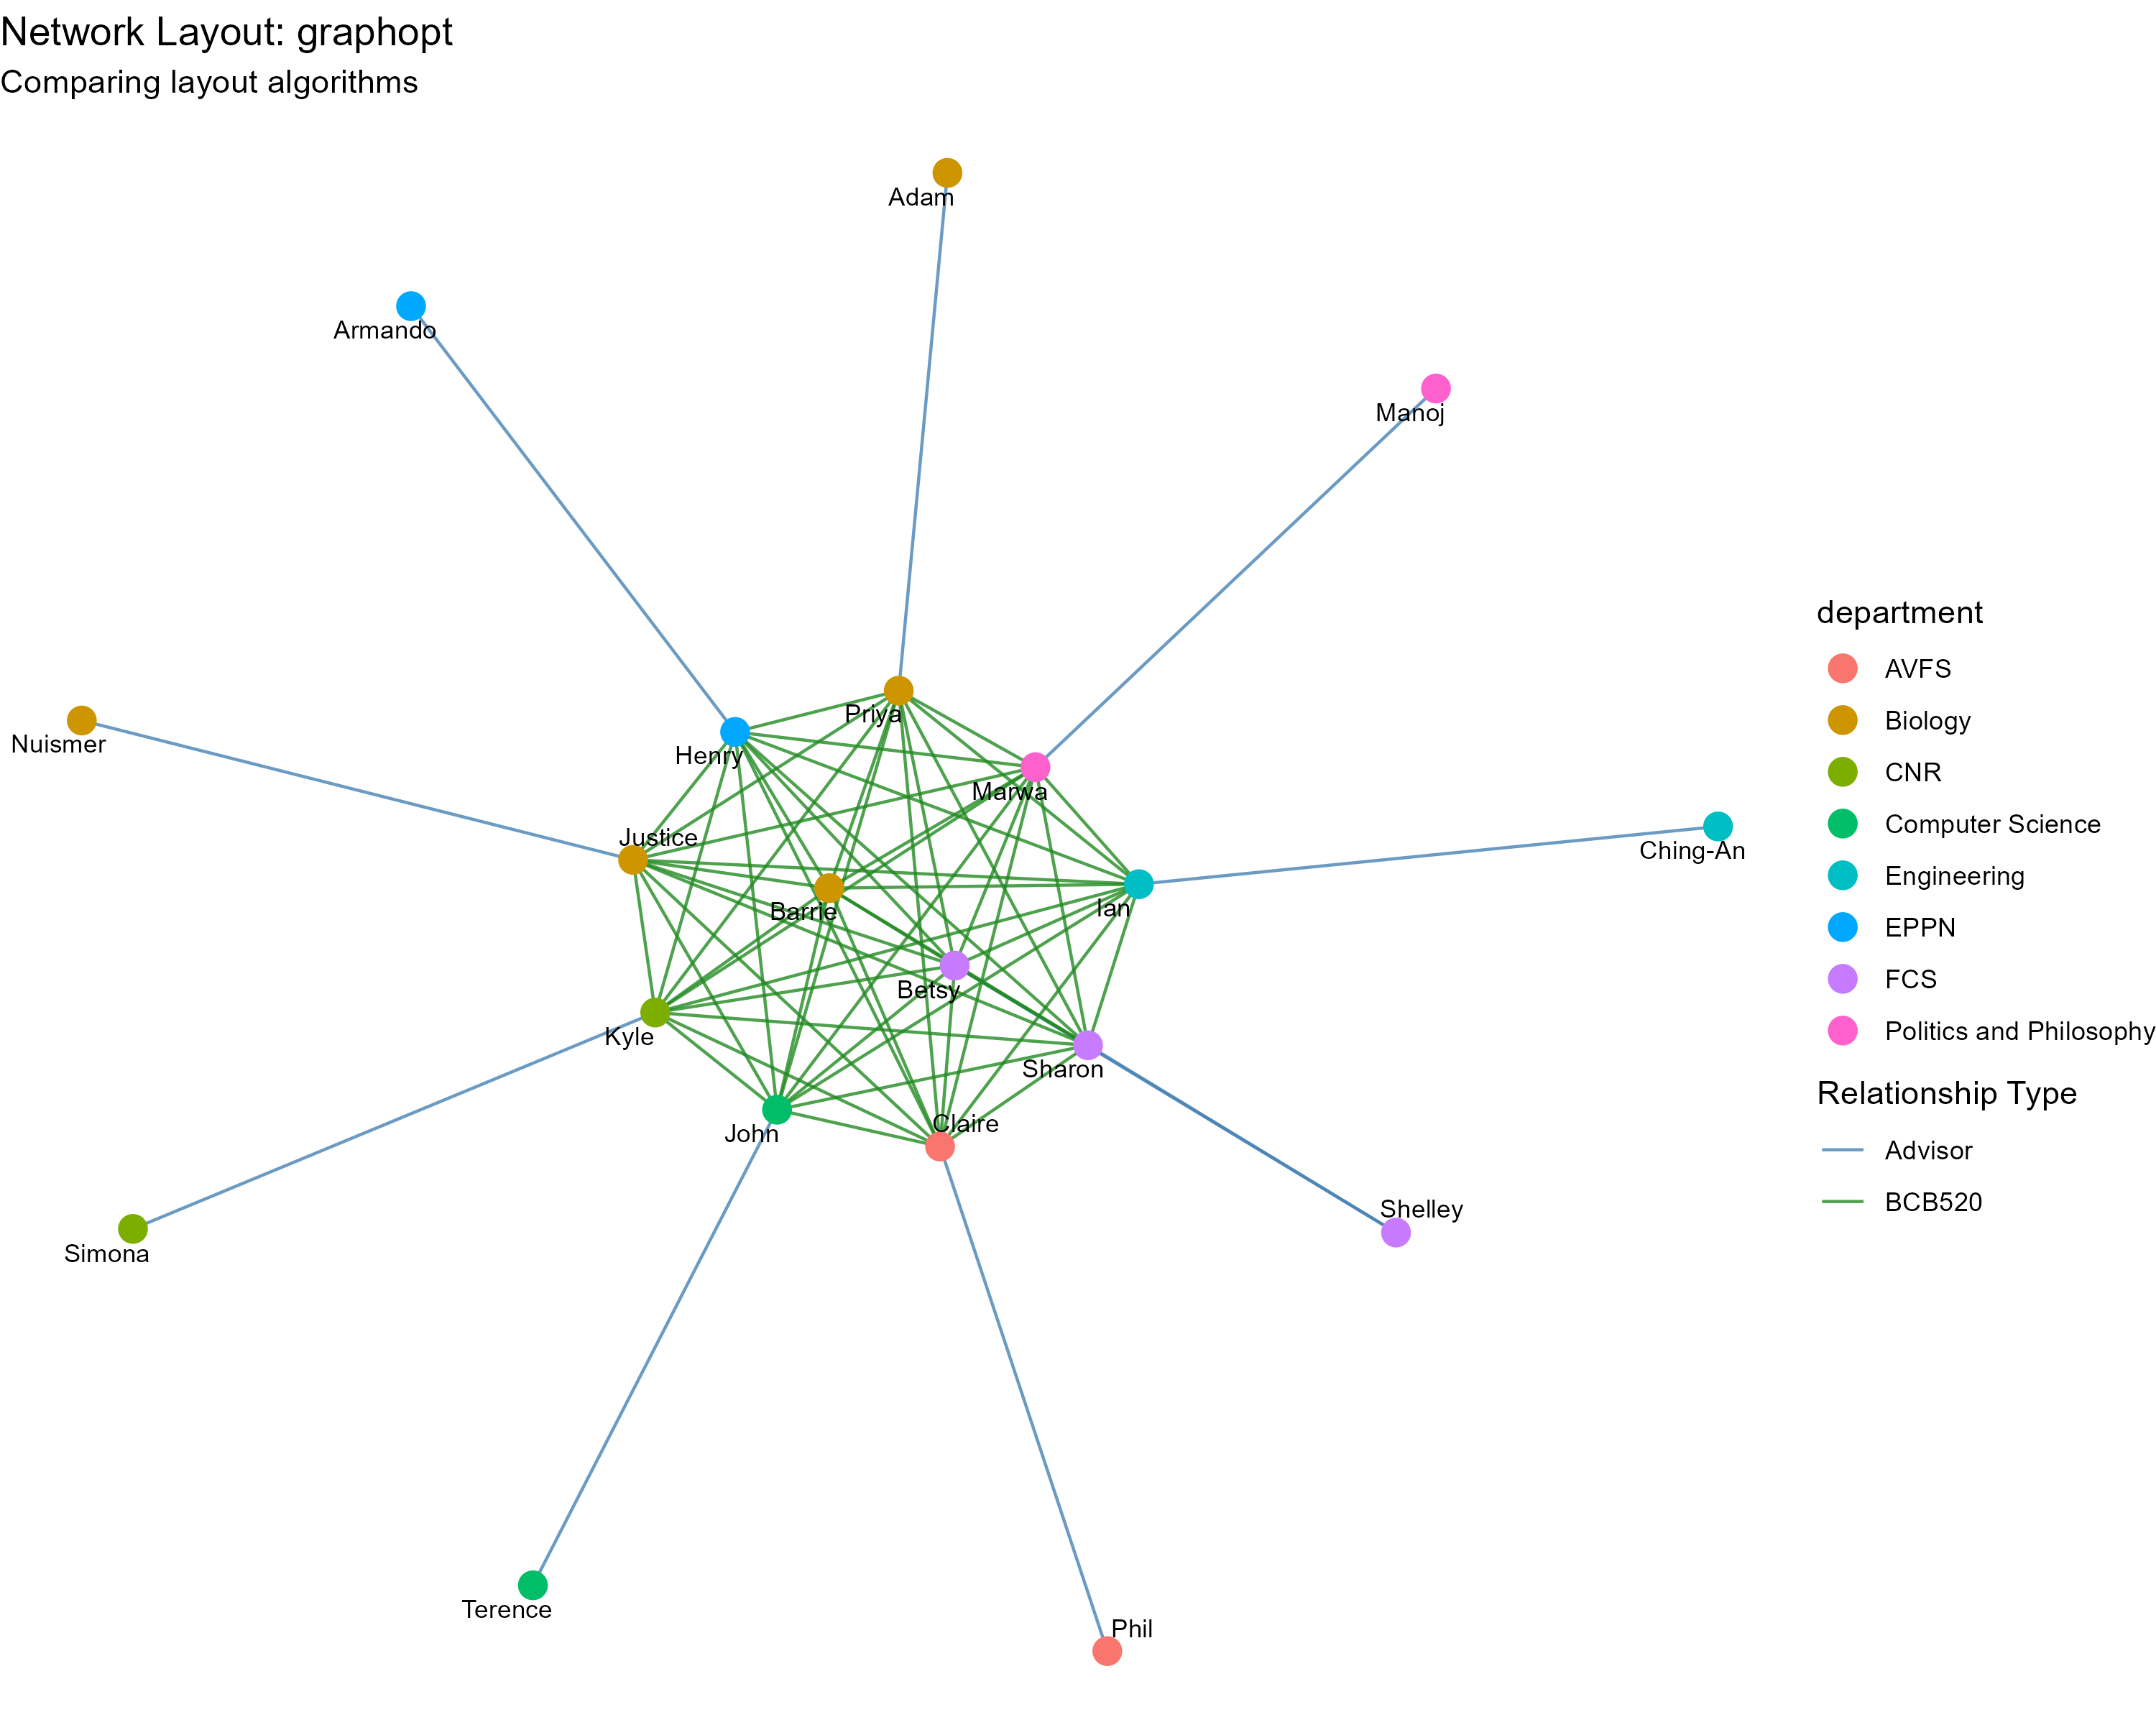 Network Layout: graphopt
Comparing layout algorithms
Adam
Armando
Manoj
Priya
Nuismer
Henry
Marwa
Justice
Ching-An
Barrie
Ian
Betsy
Kyle
Sharon
John
Claire
Simona
Shelley
Terence
Phil
department
AVFS
Biology
CNR
Computer Science
Engineering
EPPN
FCS
Politics and Philosophy
Relationship Type
Advisor
BCB520